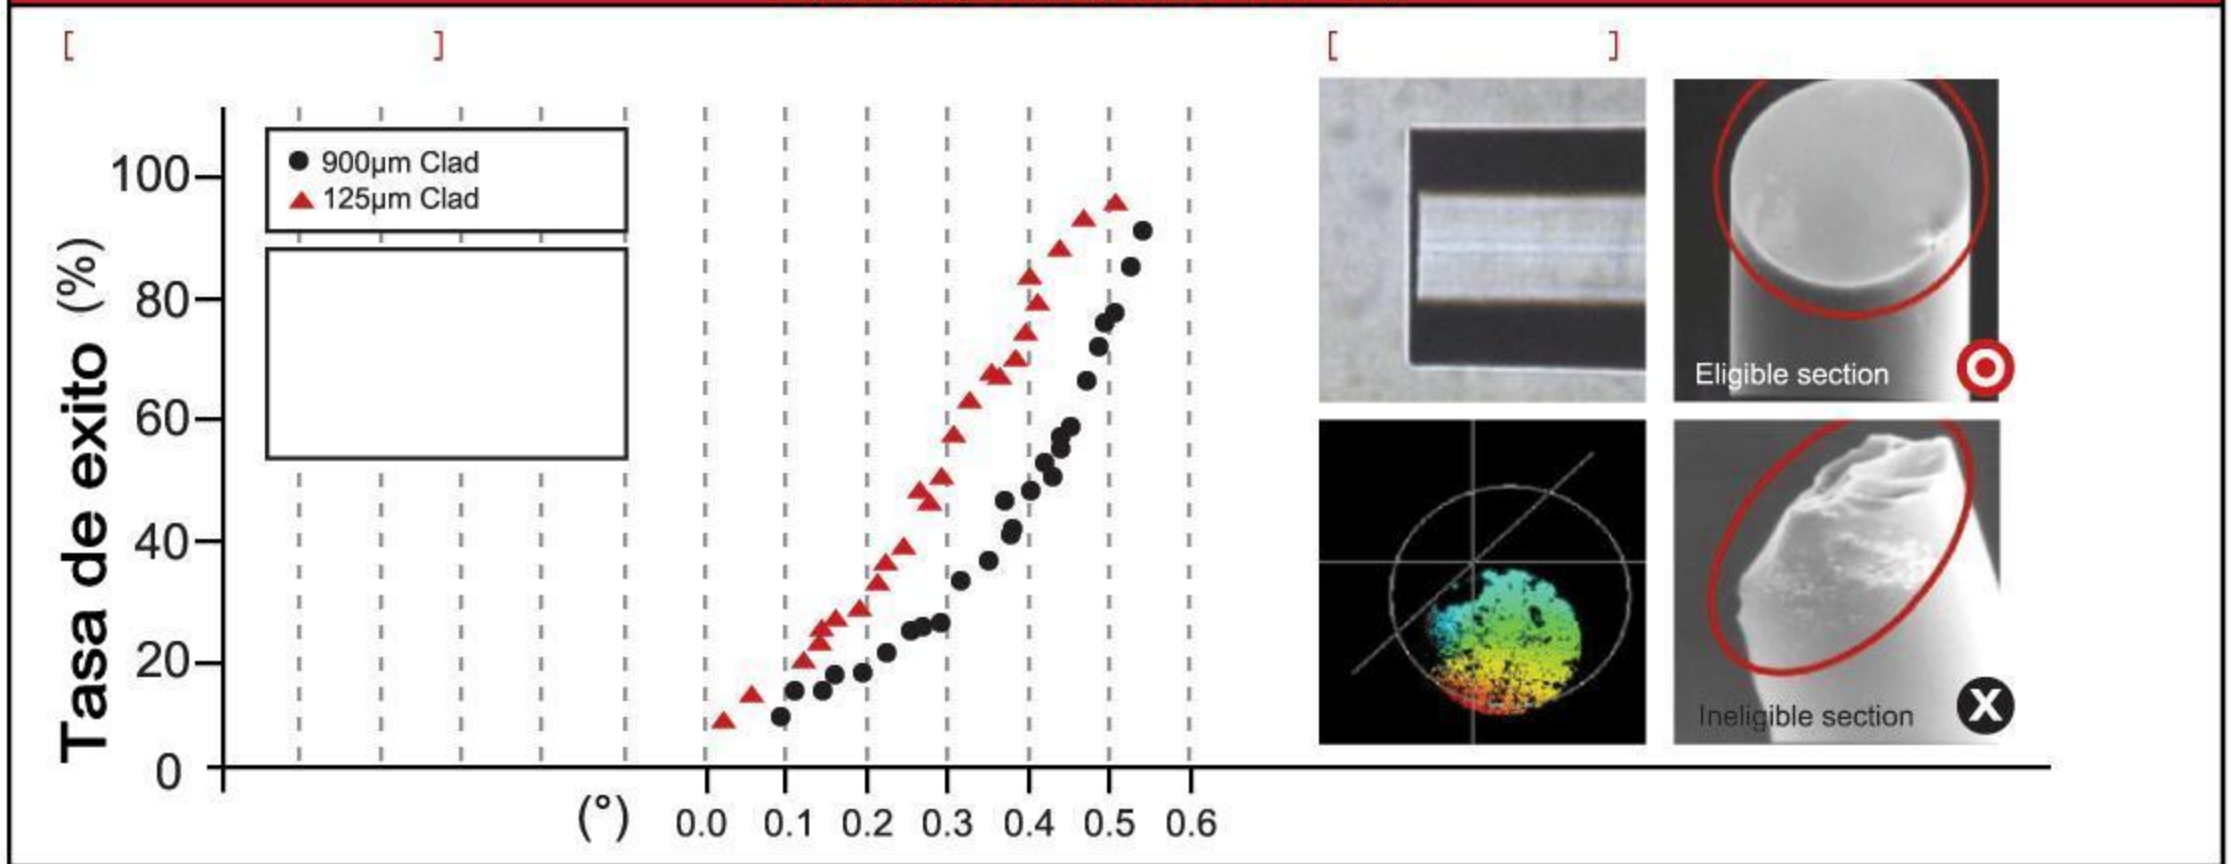 [ ]
[ ]
Tasa de exito (%)
100
80
60
40
20
0
900µm Clad
125µm Clad
(°)
0.0 0.1 0.2 0.3 0.4 0.5 0.6
Eligible section
Ineligible section
X